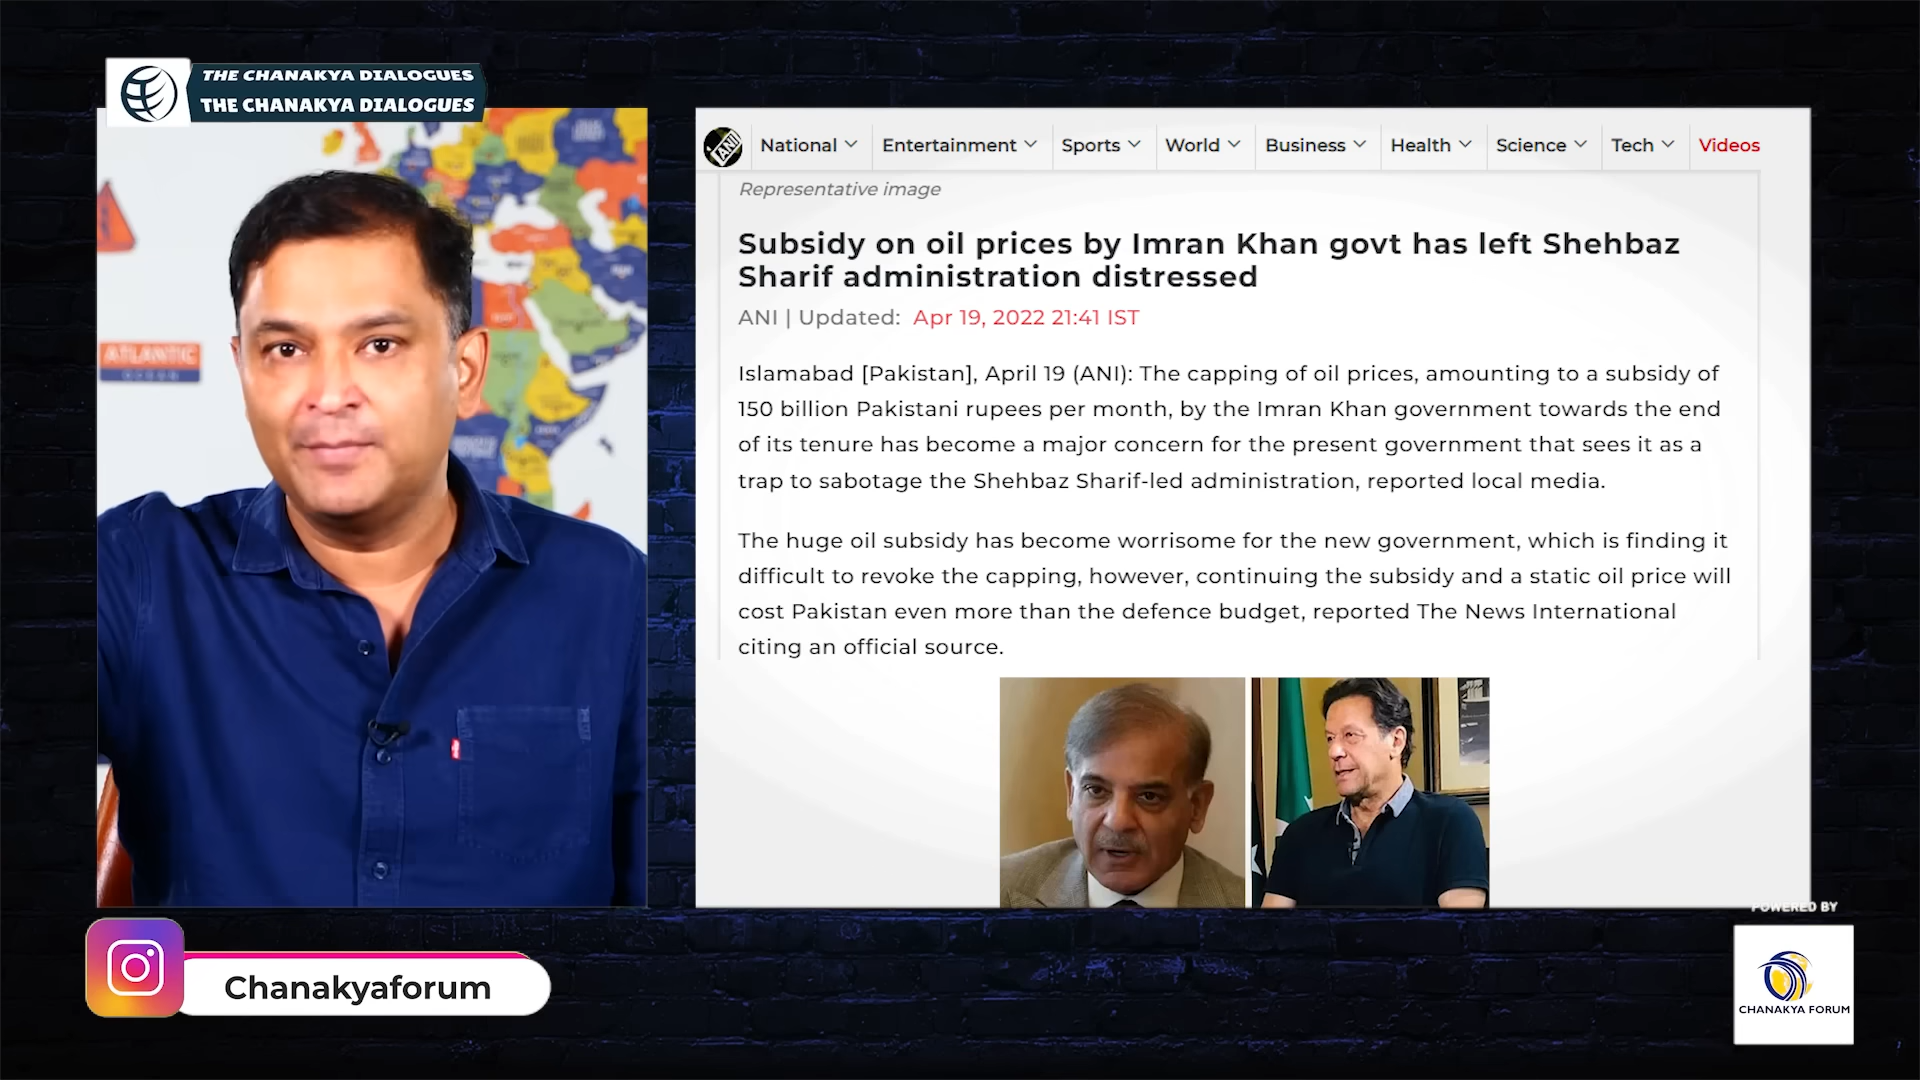 THE CHANAKYA DIALOGUES
THE CHANAKYA DIALOGUES
ATLANTIC
OCEAN
ANI
National
Entertainment
Sports
World
Business
Health
Science
Tech
Videos
Representative image
Subsidy on oil prices by Imran Khan govt has left Shehbaz
Sharif administration distressed
ANI | Updated: Apr 19, 2022 21:41 IST
Islamabad [Pakistan], April 19 (ANI): The capping of oil prices, amounting to a subsidy of
150 billion Pakistani rupees per month, by the Imran Khan government towards the end
of its tenure has become a major concern for the present government that sees it as a
trap to sabotage the Shehbaz Sharif-led administration, reported local media.
The huge oil subsidy has become worrisome for the new government, which is finding it
difficult to revoke the capping, however, continuing the subsidy and a static oil price will
cost Pakistan even more than the defence budget, reported The News International
citing an official source.
Chanakyaforum
POWERED BY
CHANAKYA FORUM